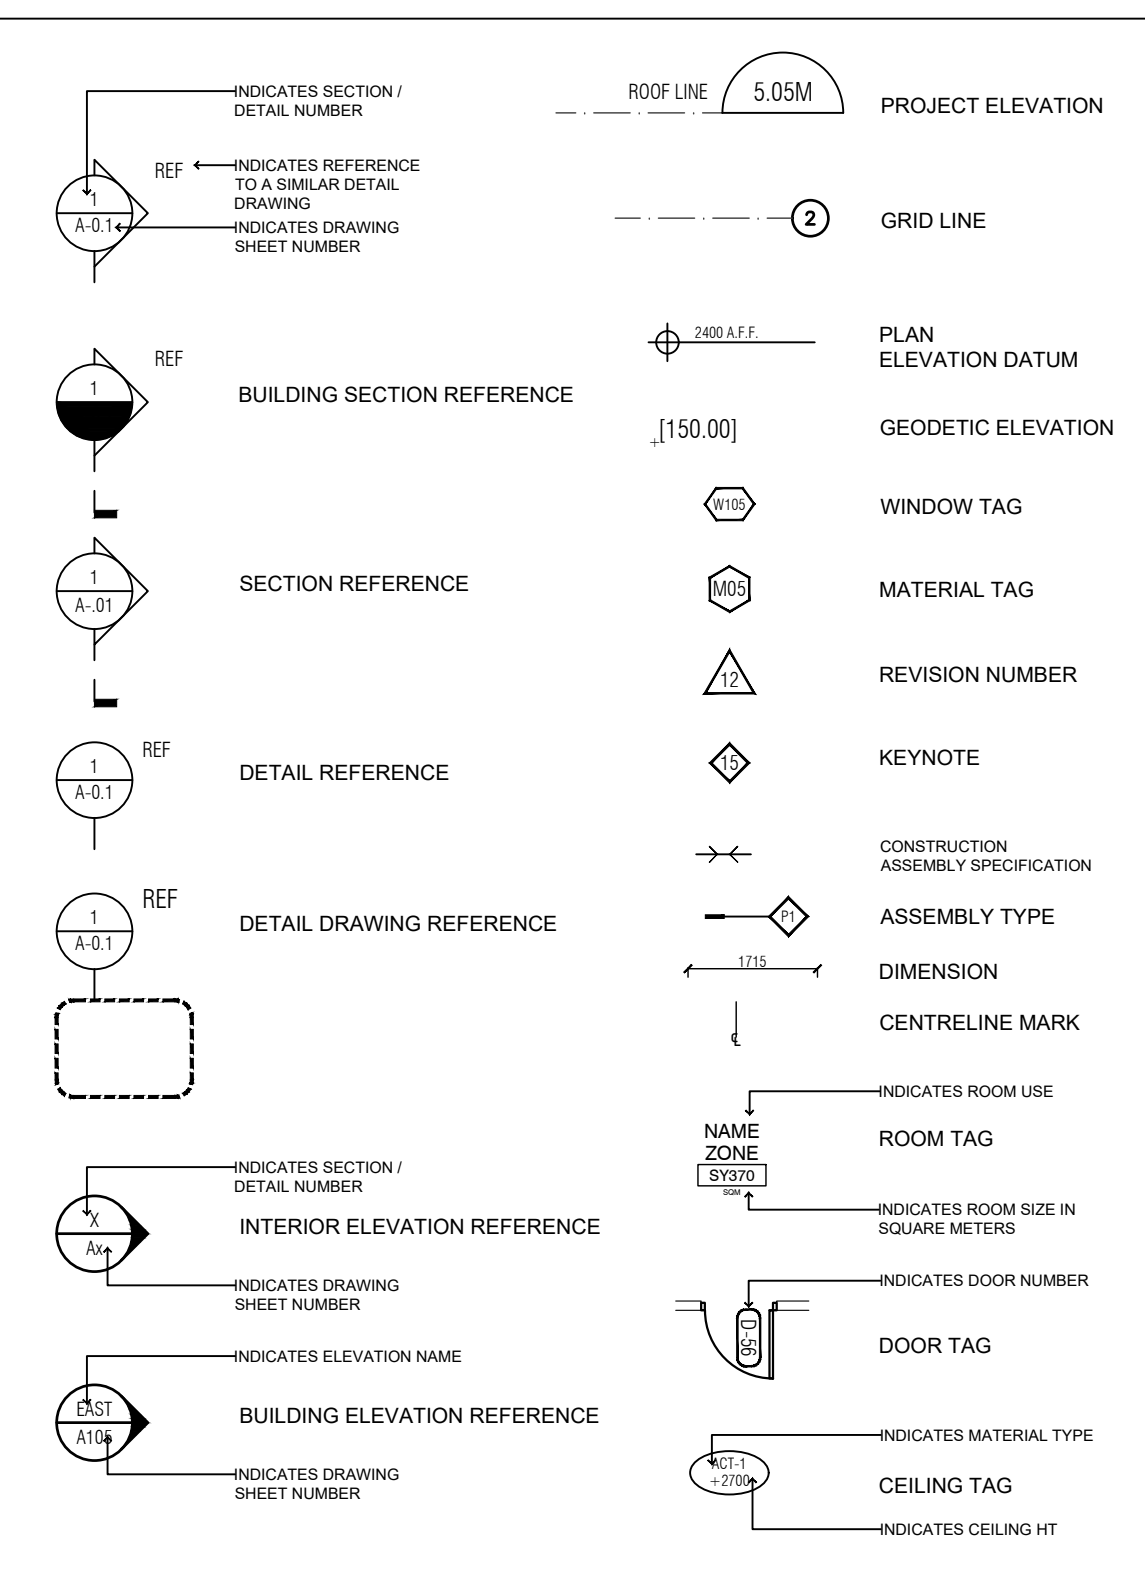 INDICATES SECTION /
DETAIL NUMBER
REF
INDICATES REFERENCE
TO A SIMILAR DETAIL
DRAWING
1
A-0.1
INDICATES DRAWING
SHEET NUMBER
REF
1
BUILDING SECTION REFERENCE
1
A-.01
SECTION REFERENCE
REF
1
A-0.1
DETAIL REFERENCE
REF
1
A-0.1
DETAIL DRAWING REFERENCE
INDICATES SECTION /
DETAIL NUMBER
X
Ax
INTERIOR ELEVATION REFERENCE
INDICATES DRAWING
SHEET NUMBER
INDICATES ELEVATION NAME
EAST
A105
BUILDING ELEVATION REFERENCE
INDICATES DRAWING
SHEET NUMBER
ROOF LINE 5.05M
PROJECT ELEVATION
2
GRID LINE
2400 A.F.F.
PLAN
ELEVATION DATUM
[150.00]
GEODETIC ELEVATION
W105
WINDOW TAG
M05
MATERIAL TAG
12
REVISION NUMBER
15
KEYNOTE
CONSTRUCTION
ASSEMBLY SPECIFICATION
P1
ASSEMBLY TYPE
1715
DIMENSION
℄
CENTRELINE MARK
INDICATES ROOM USE
NAME
ZONE
SY370
SQM
ROOM TAG
INDICATES ROOM SIZE IN
SQUARE METERS
INDICATES DOOR NUMBER
D-56
DOOR TAG
INDICATES MATERIAL TYPE
ACT-1
+2700
CEILING TAG
INDICATES CEILING HT